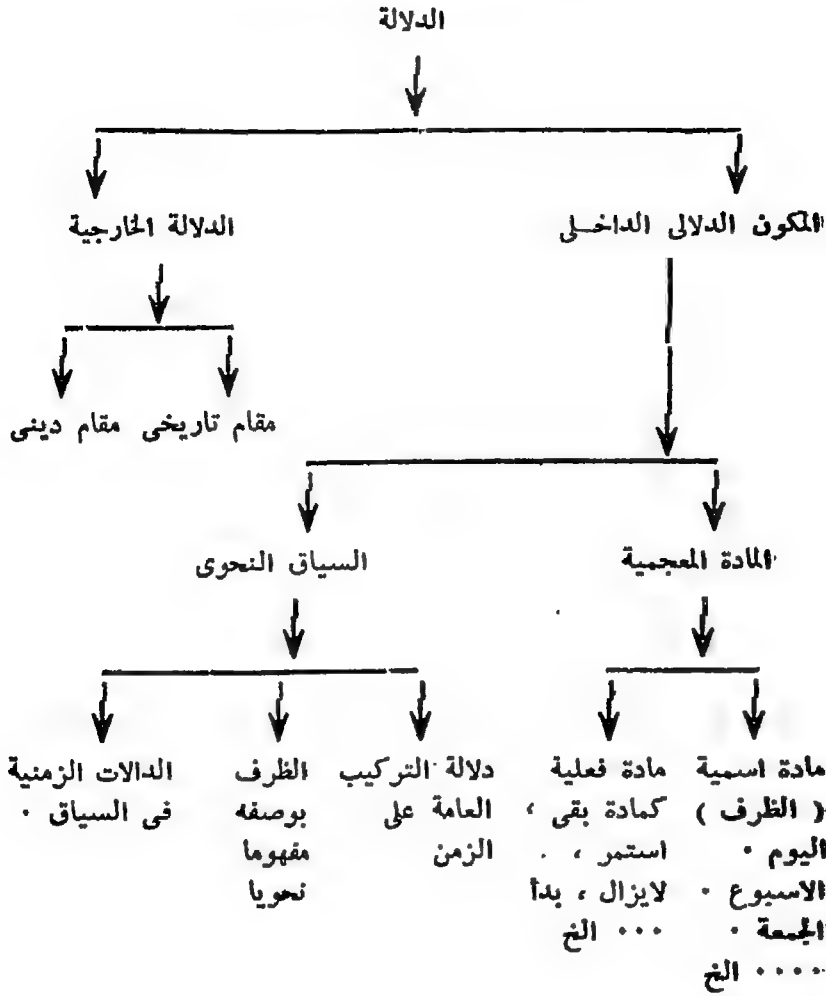 الدلالة
المكون الدلالى الداخلى
الدلالة الخارجية
مقام تاريخى
مقام دينى
المادة المعجمية
السياق النحوى
مادة اسمية
( الظرف )
اليوم .
الاسبوع .
الجمعة .
.... الخ
مادة فعلية
كمادة بقى ،
استمر ، .
لايزال ، بدأ
... الخ
دلالة التركيب
العامة على
الزمن
الظرف
بوصفه
مفهوما
نحويا
الدالات الزمنية
فى السياق .